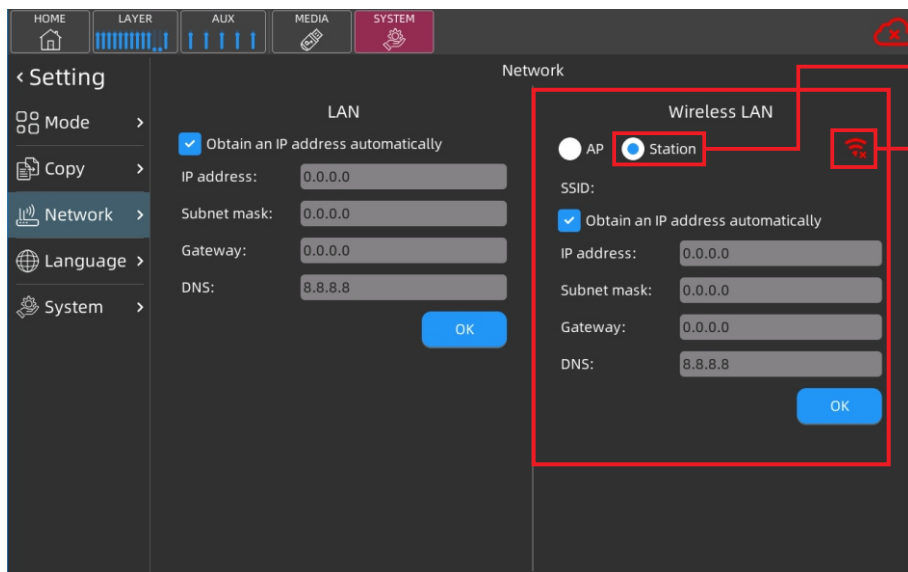 HOME LAYER AUX MEDIA SYSTEM
< Setting
Network
Mode >
Copy >
Network >
Language >
System >
LAN
Obtain an IP address automatically
IP address: 0.0.0.0
Subnet mask: 0.0.0.0
Gateway: 0.0.0.0
DNS: 8.8.8.8
OK
Wireless LAN
AP Station
SSID:
Obtain an IP address automatically
IP address: 0.0.0.0
Subnet mask: 0.0.0.0
Gateway: 0.0.0.0
DNS: 8.8.8.8
OK